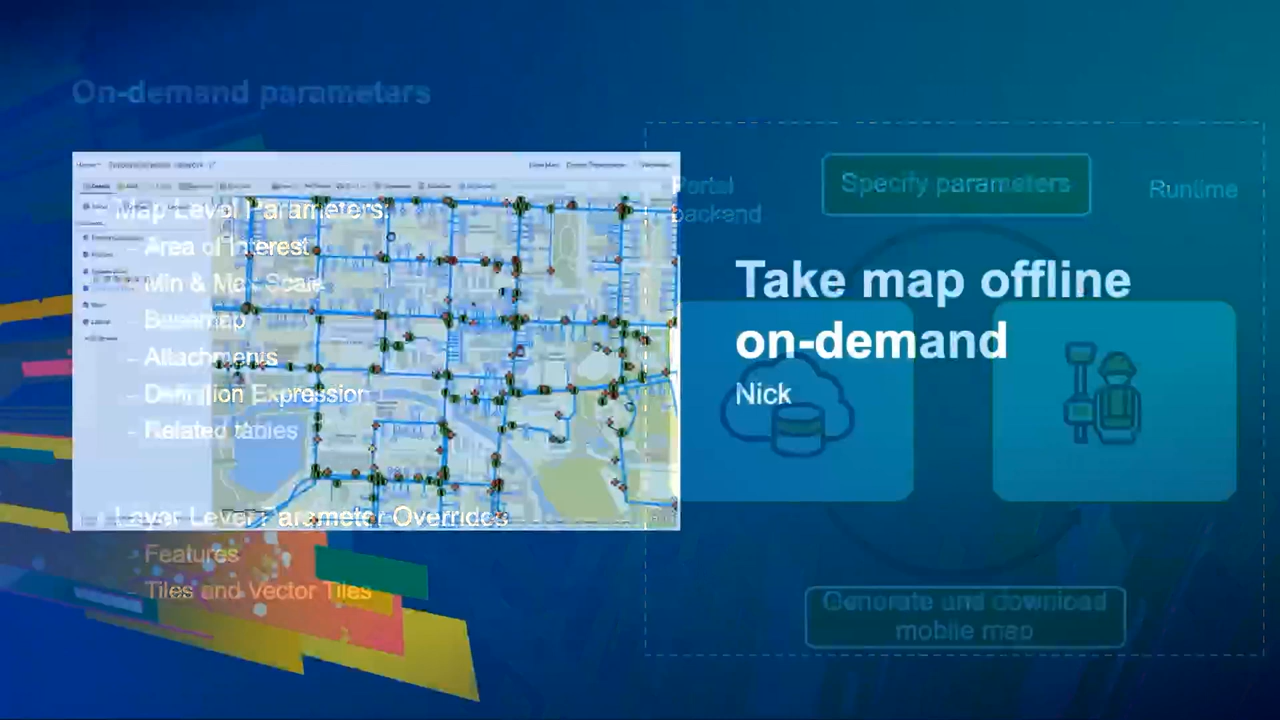 On-demand parameters
Map Level Parameters:
- Area of Interest
- Min & Max Scale
- Basemap
- Attachments
- Definition Expression
- Related tables
Layer Level Parameter Overrides
- Features
- Tiles and Vector Tiles
Portal
backend
Specify parameters
Runtime
Take map offline
on-demand
Nick
Generate and download
mobile map